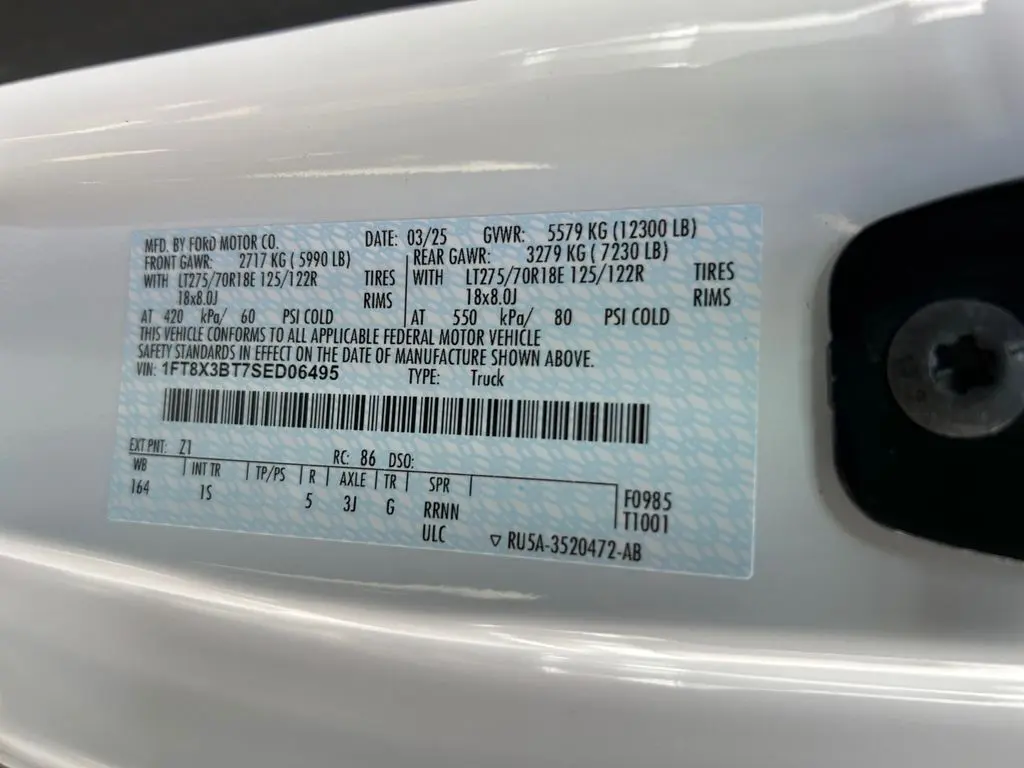 MFD. BY FORD MOTOR CO. DATE: 03/25 GVWR: 5579 KG (12300 LB)
FRONT GAWR: 2717 KG ( 5990 LB) REAR GAWR: 3279 KG ( 7230 LB)
WITH LT275/70R18E 125/122R TIRES WITH LT275/70R18E 125/122R TIRES
18x8.0J RIMS 18x8.0J RIMS
AT 420 kPa/ 60 PSI COLD AT 550 kPa/ 80 PSI COLD
THIS VEHICLE CONFORMS TO ALL APPLICABLE FEDERAL MOTOR VEHICLE
SAFETY STANDARDS IN EFFECT ON THE DATE OF MANUFACTURE SHOWN ABOVE.
VIN: 1FT8X3BT7SED06495 TYPE: Truck
EXT PNT: Z1 RC: 86 DSO:
WB INT TR TP/PS R AXLE TR SPR
164 1S 5 3J G RRNN F0985
ULC T1001
▽ RU5A-3520472-AB